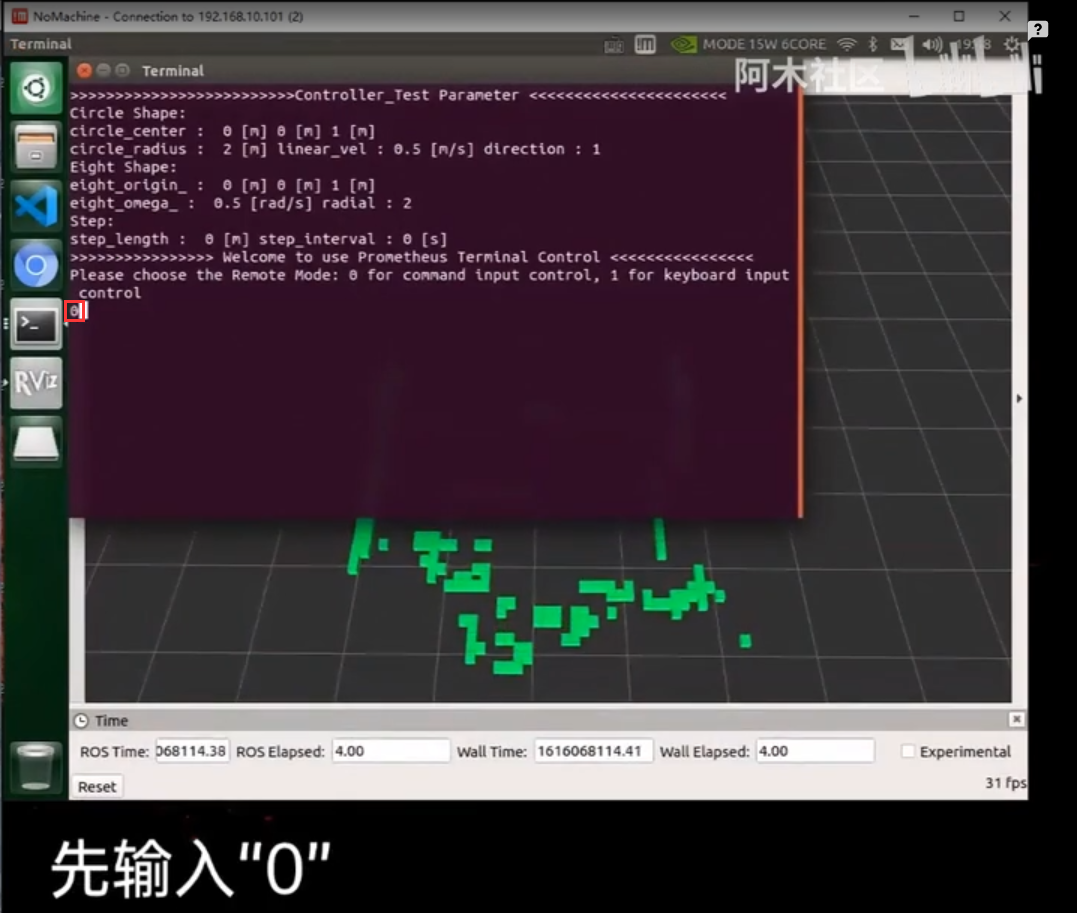 NoMachine - Connection to 192.168.10.101 (2)
?
Terminal
MODE 15W 6CORE
阿木社区 bilibili
Terminal
>>>>>>>>>>>>>>>>>>>>>>>>>Controller_Test Parameter <<<<<<<<<<<<<<<<<<<<<<
Circle Shape:
circle_center :  0 [m] 0 [m] 1 [m]
circle_radius :  2 [m] linear_vel : 0.5 [m/s] direction : 1
Eight Shape:
eight_origin_ :  0 [m] 0 [m] 1 [m]
eight_omega_ :  0.5 [rad/s] radial : 2
Step:
step_length :  0 [m] step_interval : 0 [s]
>>>>>>>>>>>>>>>> Welcome to use Prometheus Terminal Control <<<<<<<<<<<<<<<<
Please choose the Remote Mode: 0 for command input control, 1 for keyboard input
control
0
>_
RViz
Time
ROS Time: 068114.38 ROS Elapsed: 4.00 Wall Time: 1616068114.41 Wall Elapsed: 4.00 Experimental
Reset
31 fps
先输入“0”